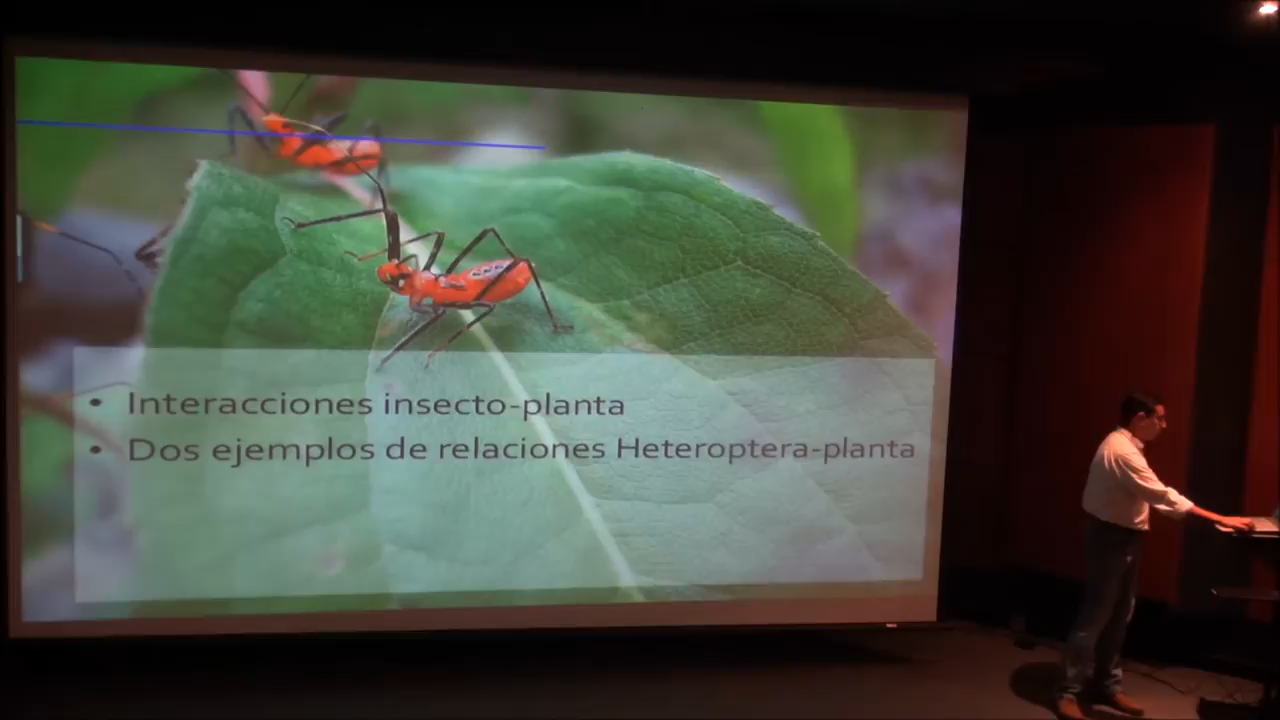 • Interacciones insecto-planta
• Dos ejemplos de relaciones Heteroptera-planta